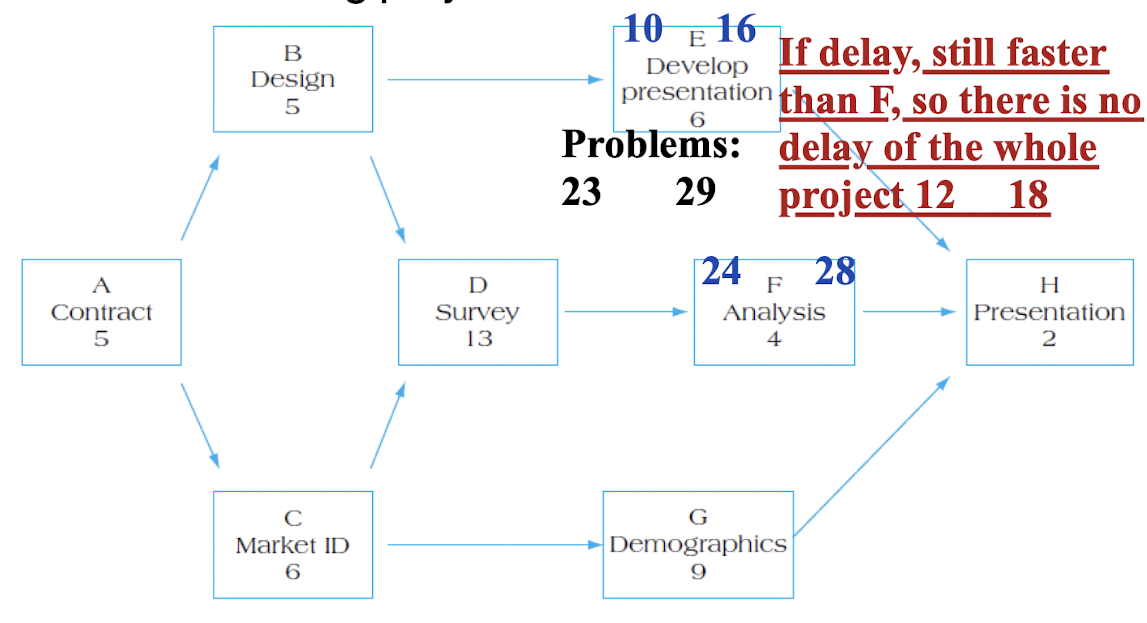 10 E 16
B
Design
5
Develop
presentation
6
If delay, still faster
than F, so there is no
delay of the whole
project 12 18
Problems:
23 29
A
Contract
5
D
Survey
13
24 F 28
Analysis
4
H
Presentation
2
C
Market ID
6
G
Demographics
9